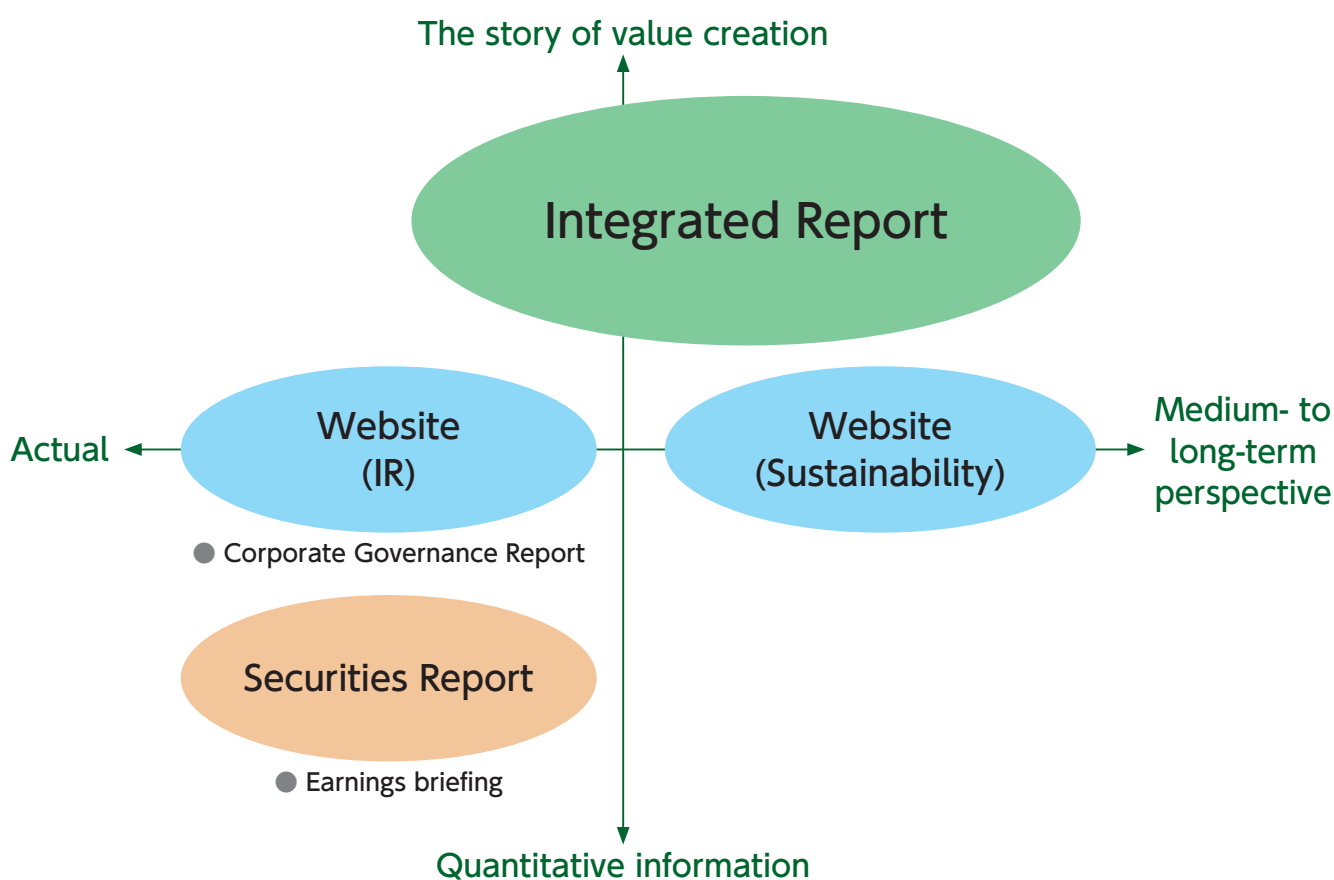 The story of value creation
Integrated Report
Website
(IR)
Website
(Sustainability)
Actual
Medium- to
long-term
perspective
Corporate Governance Report
Securities Report
Earnings briefing
Quantitative information